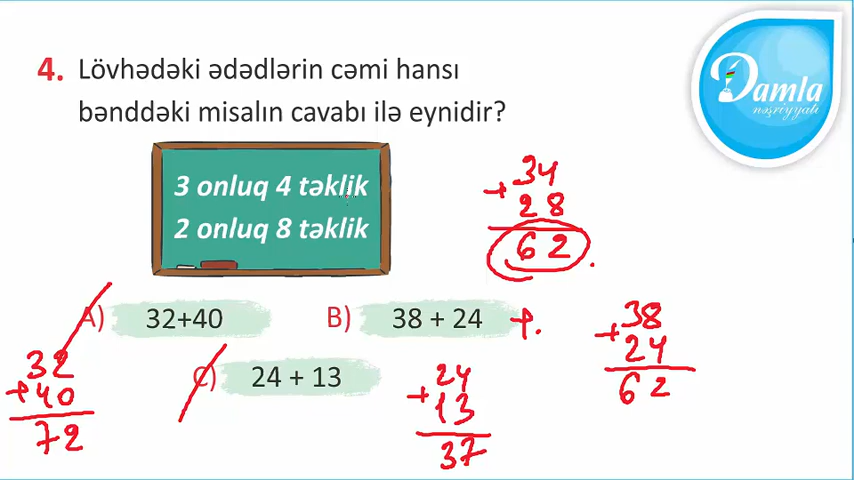 4. Lövhədəki ədədlərin cəmi hansı
bənddəki misalın cavabı ilə eynidir?
Damla
nəşriyyatı
3 onluq 4 təklik
2 onluq 8 təklik
34
+ 28
62.
A) 32+40
B) 38 + 24 +.
C) 24 + 13
32
+ 40
72
24
+ 13
37
38
+ 24
62